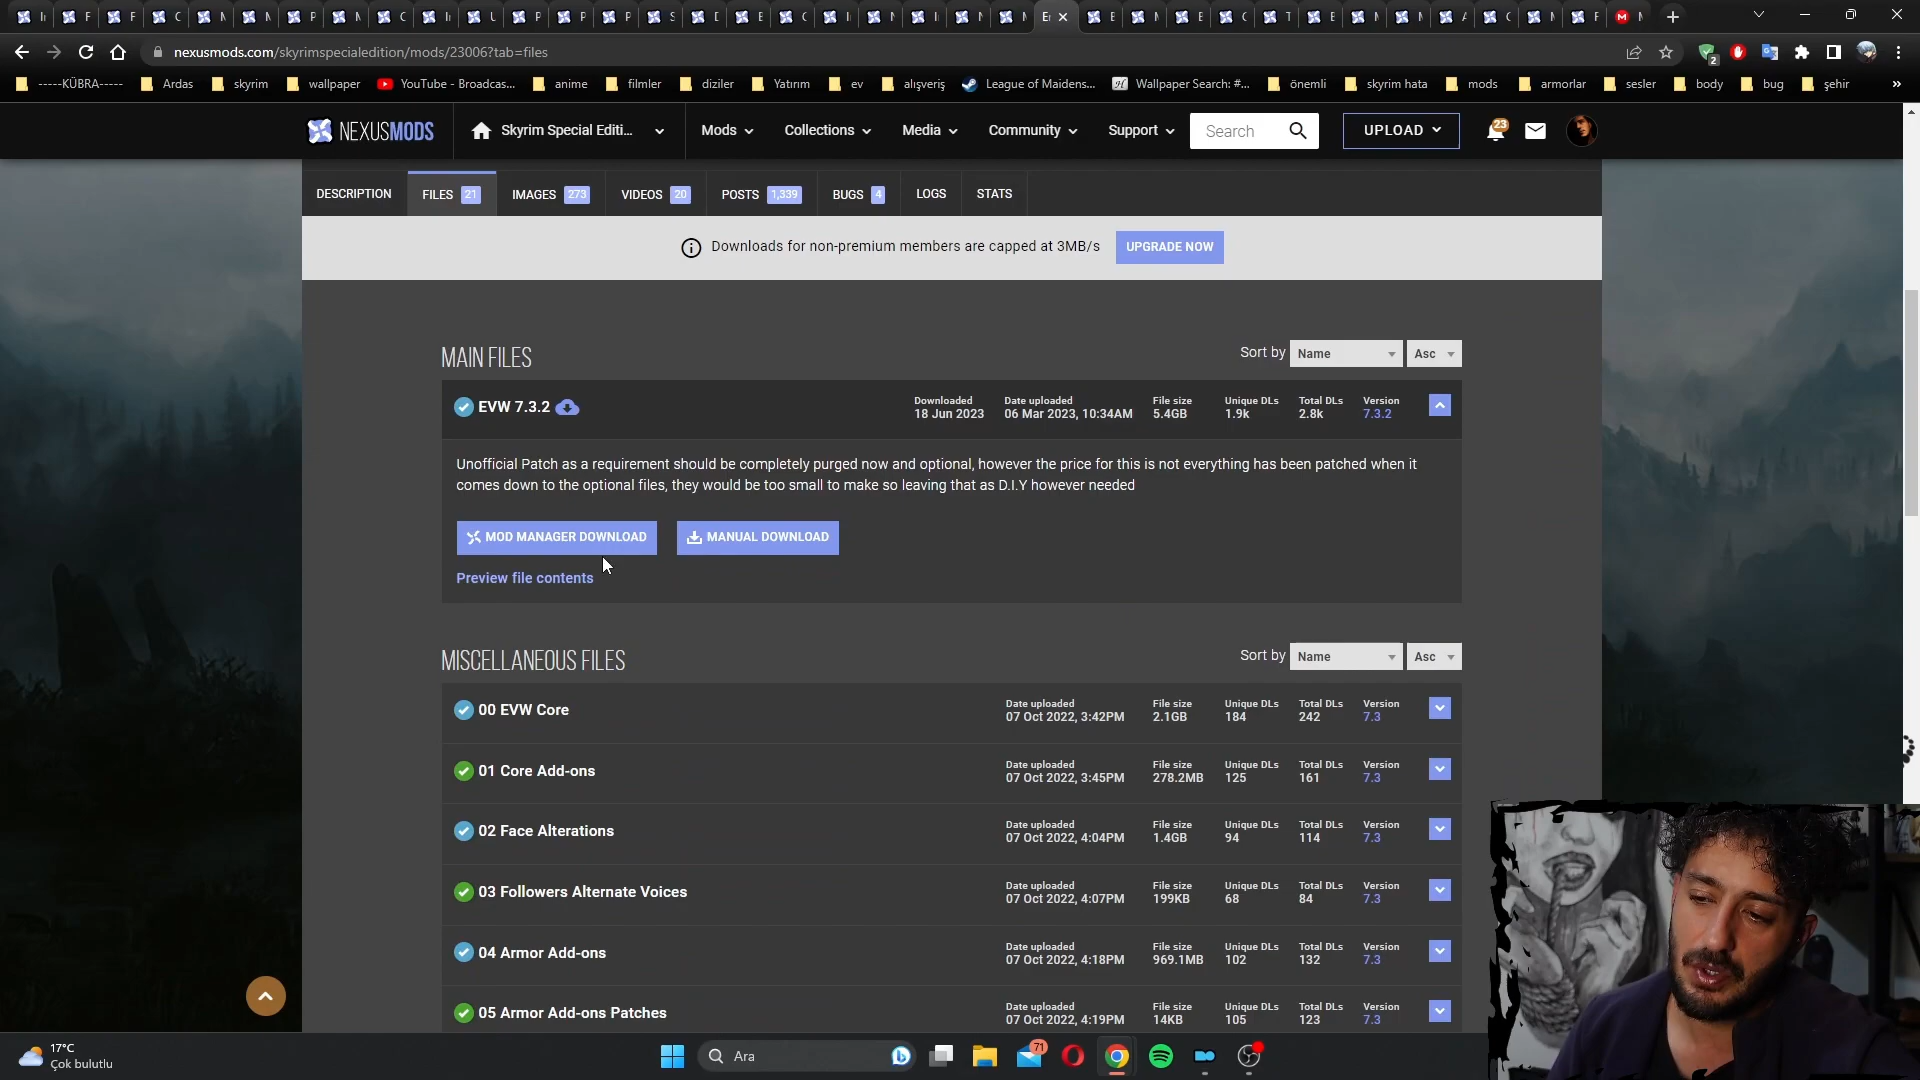 nexusmods.com/skyrimspecialedition/mods/23006?tab=files
2
-----KÜBRA-----
Ardas
skyrim
wallpaper
YouTube - Broadcas...
anime
filmler
diziler
Yatırım
ev
alışveriş
League of Maidens...
Wallpaper Search: #...
önemli
skyrim hata
mods
armorlar
sesler
body
bug
şehir
»
NEXUSMODS
Skyrim Special Editi...
Mods
Collections
Media
Community
Support
Search
UPLOAD
23
DESCRIPTION
FILES 21
IMAGES 273
VIDEOS 20
POSTS 1,339
BUGS 4
LOGS
STATS
Downloads for non-premium members are capped at 3MB/s
UPGRADE NOW
MAIN FILES
Sort by
Name
Asc
EVW 7.3.2
Downloaded
18 Jun 2023
Date uploaded
06 Mar 2023, 10:34AM
File size
5.4GB
Unique DLs
1.9k
Total DLs
2.8k
Version
7.3.2
Unofficial Patch as a requirement should be completely purged now and optional, however the price for this is not everything has been patched when it
comes down to the optional files, they would be too small to make so leaving that as D.I.Y however needed
MOD MANAGER DOWNLOAD
MANUAL DOWNLOAD
Preview file contents
MISCELLANEOUS FILES
Sort by
Name
Asc
00 EVW Core
Date uploaded
07 Oct 2022, 3:42PM
File size
2.1GB
Unique DLs
184
Total DLs
242
Version
7.3
01 Core Add-ons
Date uploaded
07 Oct 2022, 3:45PM
File size
278.2MB
Unique DLs
125
Total DLs
161
Version
7.3
02 Face Alterations
Date uploaded
07 Oct 2022, 4:04PM
File size
1.4GB
Unique DLs
94
Total DLs
114
Version
7.3
03 Followers Alternate Voices
Date uploaded
07 Oct 2022, 4:07PM
File size
199KB
Unique DLs
68
Total DLs
84
Version
7.3
04 Armor Add-ons
Date uploaded
07 Oct 2022, 4:18PM
File size
969.1MB
Unique DLs
102
Total DLs
132
Version
7.3
05 Armor Add-ons Patches
Date uploaded
07 Oct 2022, 4:19PM
File size
14KB
Unique DLs
105
Total DLs
123
Version
7.3
17°C
Çok bulutlu
Ara
71